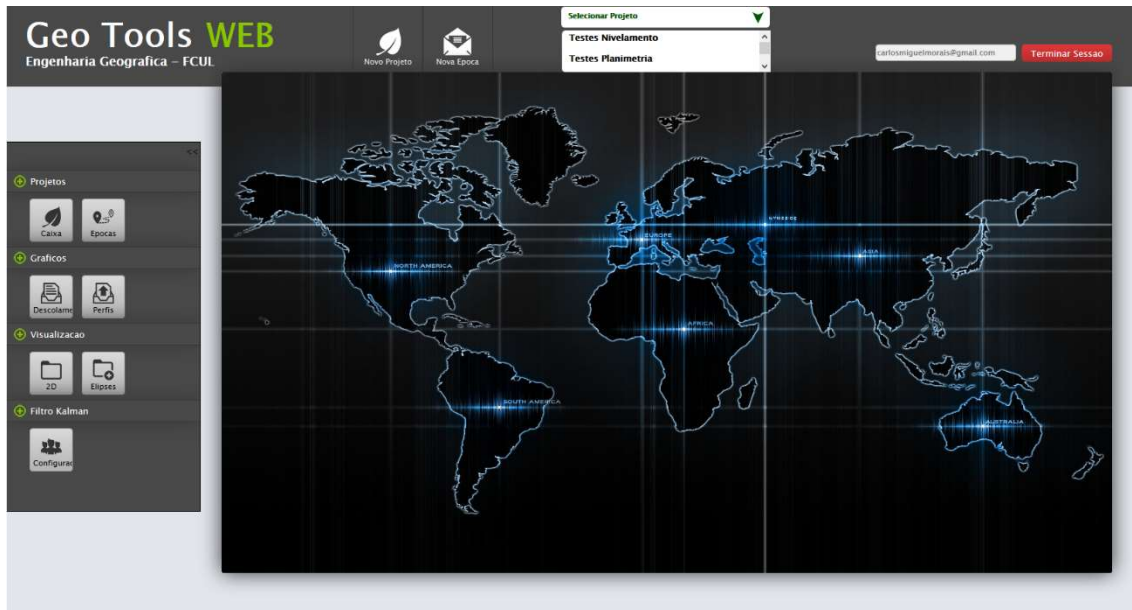 Geo Tools WEB
Engenharia Geografica – FCUL
Novo Projeto
Nova Epoca
Selecionar Projeto
Testes Nivelamento
Testes Planimetria
carlosmiguelmorais@gmail.com
Terminar Sessao
<<
Projetos
Caixa
Epocas
Graficos
Descolame
Perfis
Visualizacao
2D
Elipses
Filtro Kalman
Configurac
NORTH AMERICA
SOUTH AMERICA
EUROPE
AFRICA
ASIA
AUSTRALIA